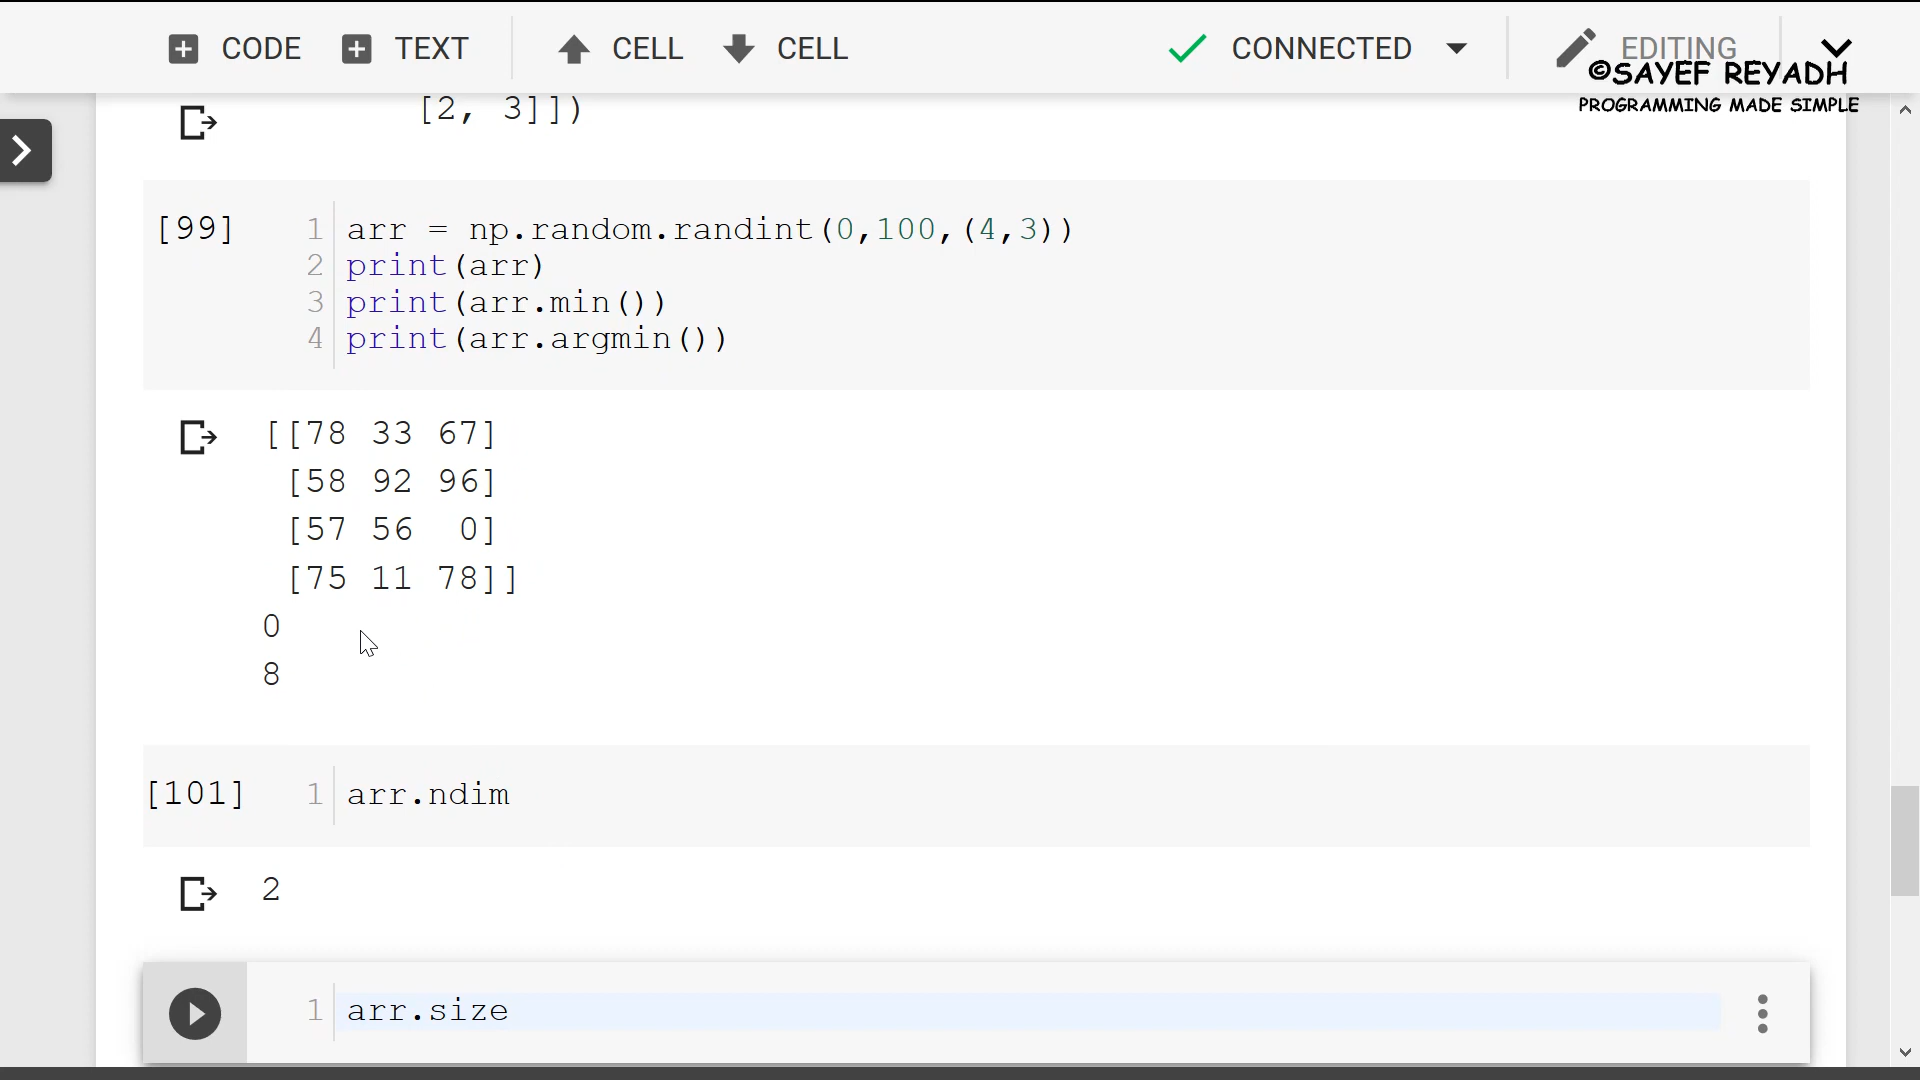 CODE TEXT CELL CELL CONNECTED EDITING
©SAYEF REYADH
PROGRAMMING MADE SIMPLE
[2, 3]])
[99] 1 arr = np.random.randint(0,100,(4,3))
2 print(arr)
3 print(arr.min())
4 print(arr.argmin())
[[78 33 67]
[58 92 96]
[57 56  0]
[75 11 78]]
0
8
[101] 1 arr.ndim
2
1 arr.size